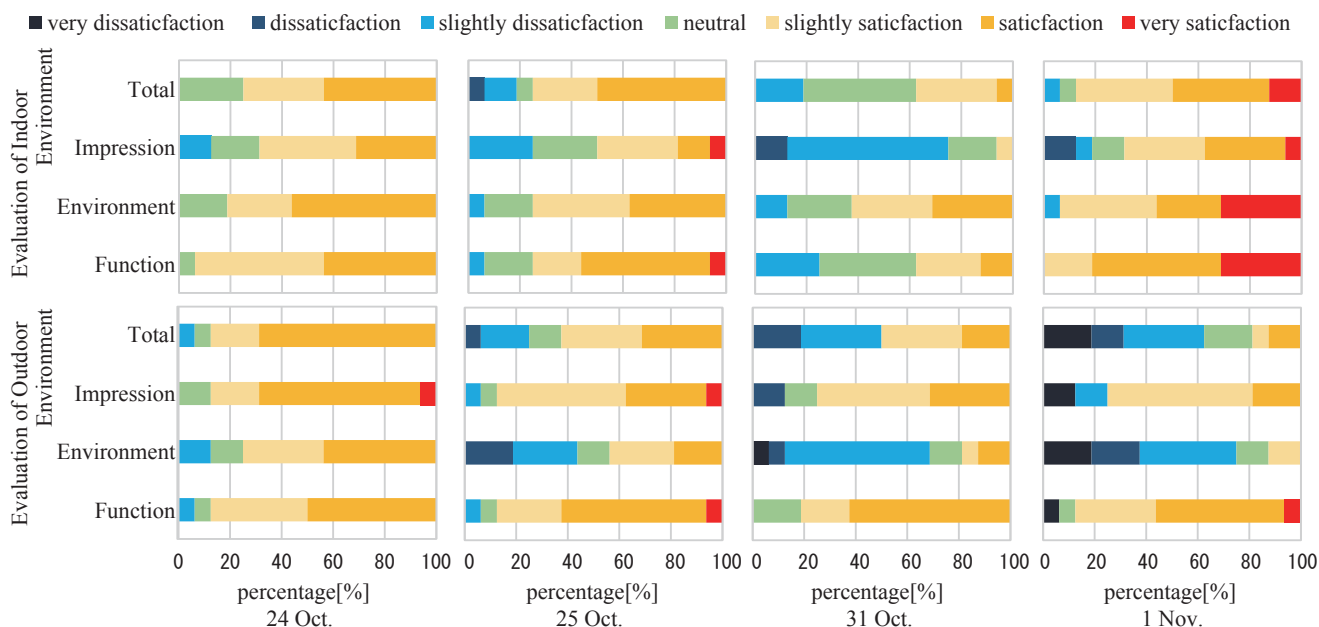 very dissaticfaction dissaticfaction slightly dissaticfaction neutral slightly saticfaction saticfaction very saticfaction
Evaluation of Indoor
Environment
Total
Impression
Environment
Function
Evaluation of Outdoor
Environment
Total
Impression
Environment
Function
0 20 40 60 80 100 0 20 40 60 80 100 0 20 40 60 80 100 0 20 40 60 80 100
percentage[%] percentage[%] percentage[%] percentage[%]
24 Oct. 25 Oct. 31 Oct. 1 Nov.